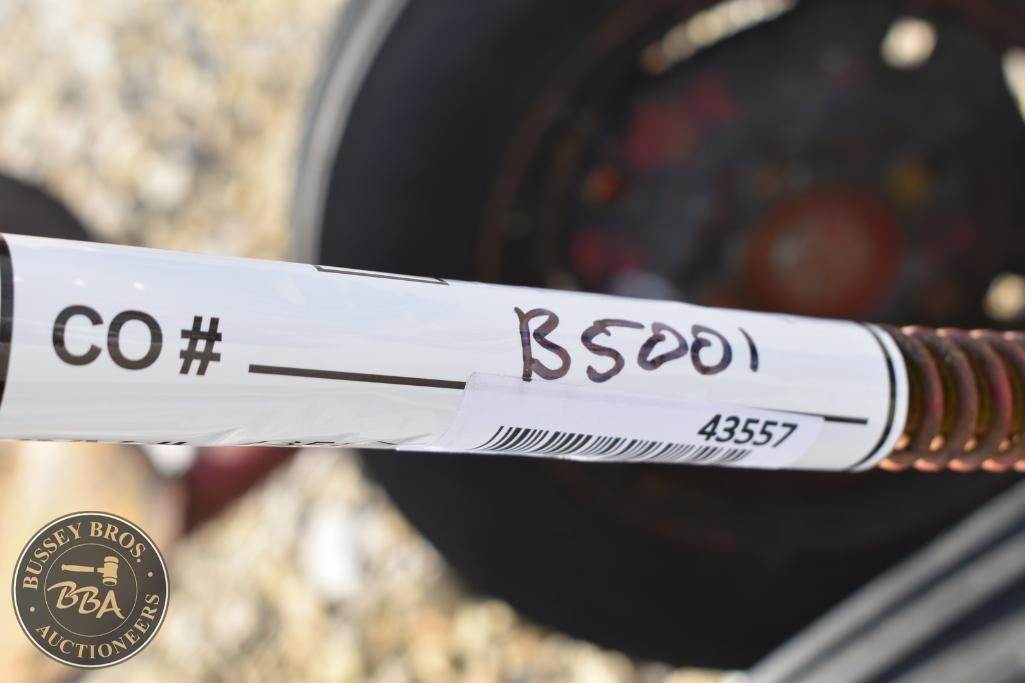 CO # B5001
43557
BUSSEY BROS.
BBA
AUCTIONEERS